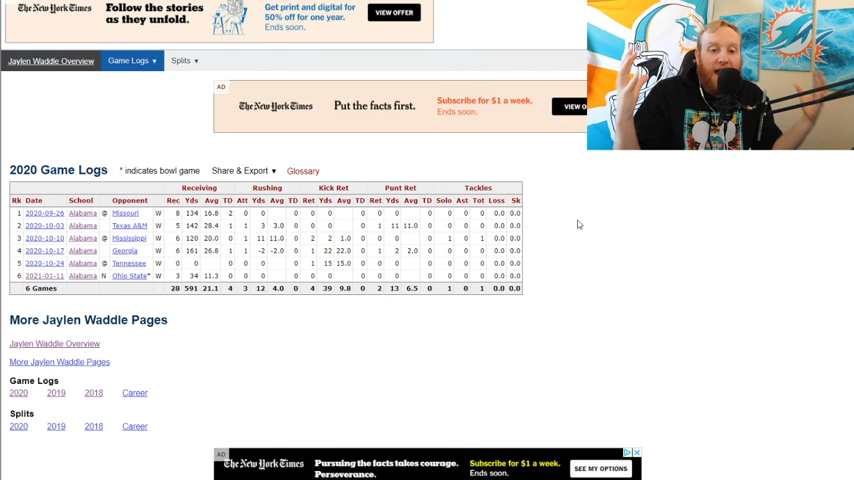 The New York Times
Follow the stories
as they unfold.
Get print and digital for
50% off for one year.
Ends soon.
VIEW OFFER
Jaylen Waddle Overview Game Logs ▼ Splits ▼
AD
The New York Times Put the facts first. Subscribe for $1 a week.
Ends soon.
VIEW O
2020 Game Logs * indicates bowl game Share & Export ▼ Glossary
Receiving Rushing Kick Ret Punt Ret Tackles
Rk Date School Opponent Rec Yds Avg TD Att Yds Avg TD Ret Yds Avg TD Ret Yds Avg TD Solo Ast Tot Loss Sk
1 2020-09-26 Alabama @ Missouri W 8 134 16.8 2 0 0 0 0 0 0 0 0 0 0 0 0.0 0.0
2 2020-10-03 Alabama Texas A&M W 5 142 28.4 1 1 3 3.0 0 0 0 0 1 11 11.0 0 0 0 0 0.0 0.0
3 2020-10-10 Alabama @ Mississippi W 6 120 20.0 0 1 11 11.0 0 2 2 1.0 0 0 0 0 1 0 1 0.0 0.0
4 2020-10-17 Alabama Georgia W 6 161 26.8 1 1 -2 -2.0 0 1 22 22.0 0 1 2 2.0 0 0 0 0 0.0 0.0
5 2020-10-24 Alabama @ Tennessee W 0 0 0 0 0 0 1 15 15.0 0 0 0 0 0 0 0 0.0 0.0
6 2021-01-11 Alabama N Ohio State* W 3 34 11.3 0 0 0 0 0 0 0 0 0 0 0 0 0.0 0.0
6 Games 28 591 21.1 4 3 12 4.0 0 4 39 9.8 0 2 13 6.5 0 1 0 1 0.0 0.0
More Jaylen Waddle Pages
Jaylen Waddle Overview
More Jaylen Waddle Pages
Game Logs
2020 2019 2018 Career
Splits
2020 2019 2018 Career
AD
The New York Times Pursuing the facts takes courage.
Perseverance.
Subscribe for $1 a week.
Ends soon.
SEE MY OPTIONS